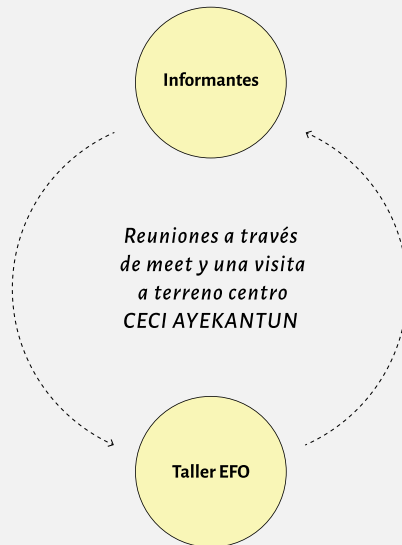 Informantes
Reuniones a través
de meet y una visita
a terreno centro
CECI AYEKANTUN
Taller EFO